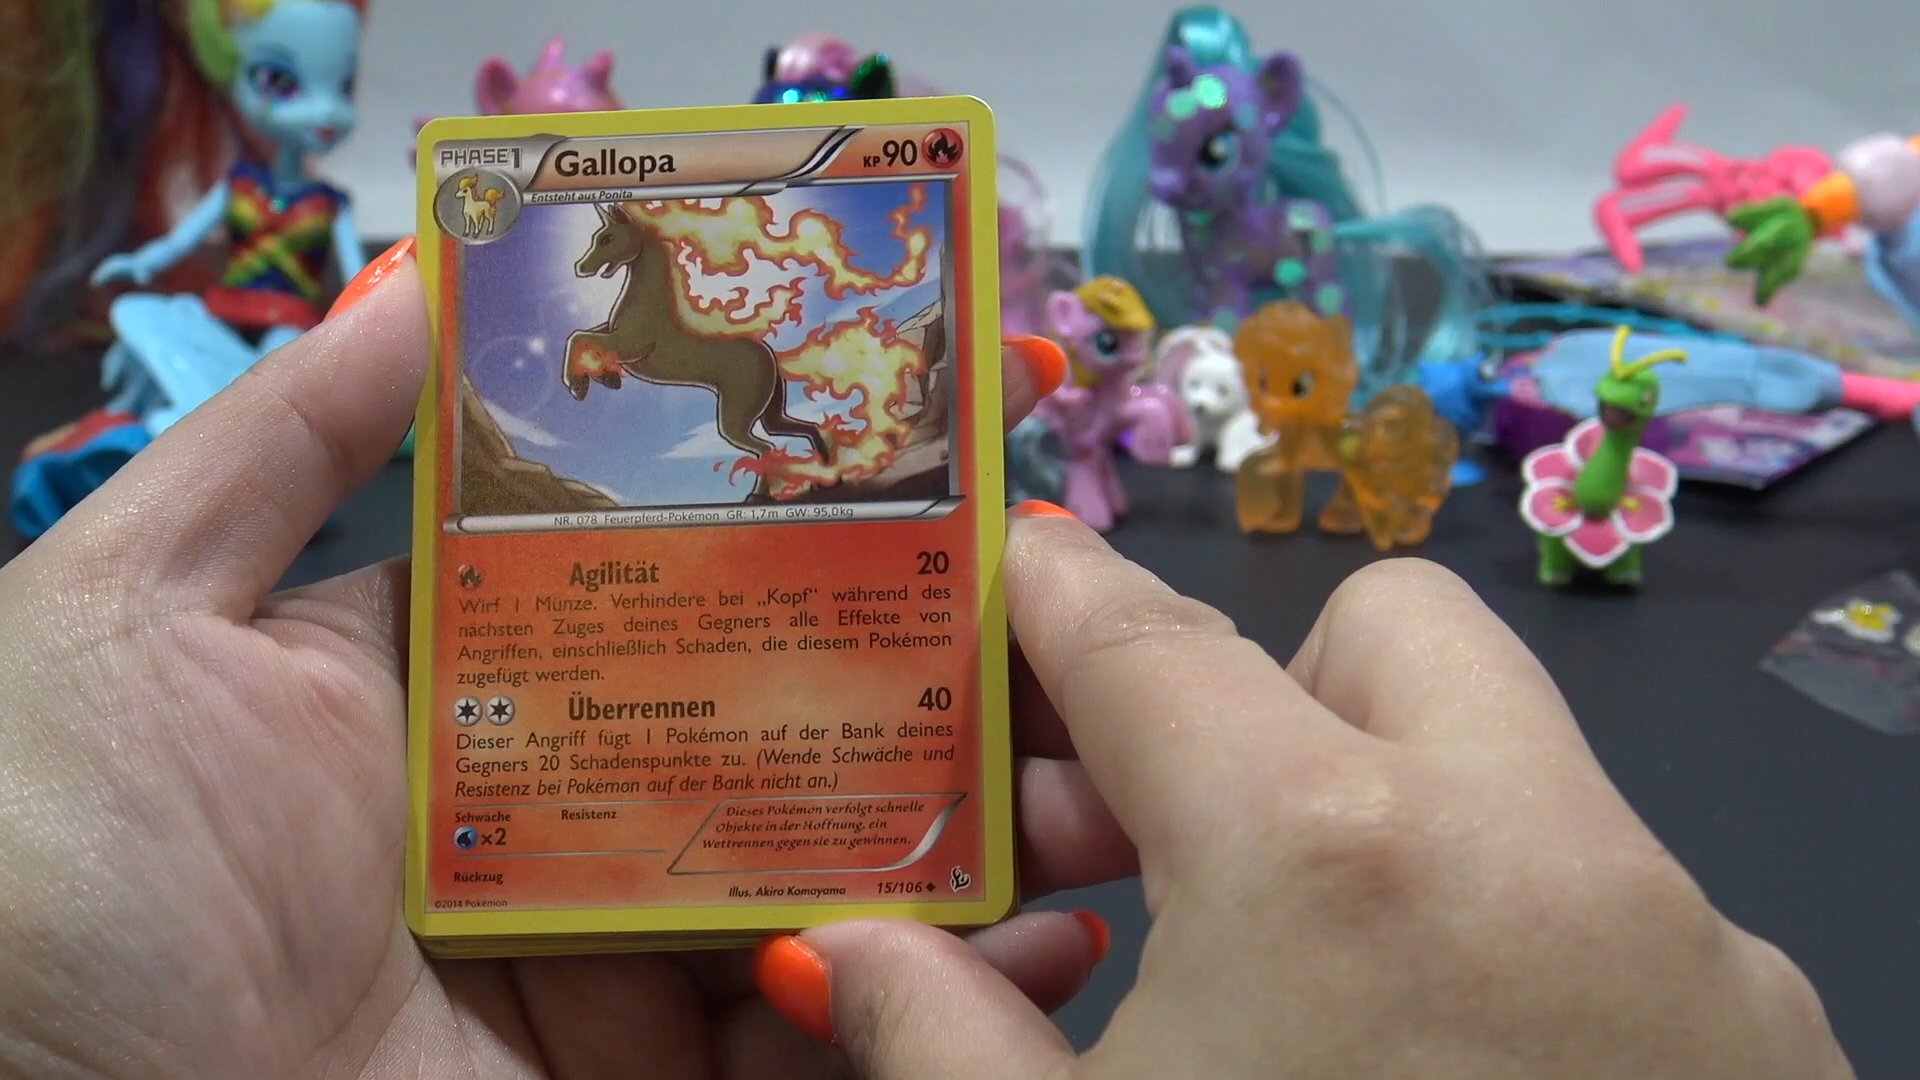 PHASE1
Gallopa
KP90
Entsteht aus Ponita
NR. 078 Feuerpferd-Pokémon GR: 1,7m GW: 95,0kg
Agilität 20
Wirf 1 Münze. Verhindere bei „Kopf“ während des
nächsten Zuges deines Gegners alle Effekte von
Angriffen, einschließlich Schaden, die diesem Pokémon
zugefügt werden.
Überrennen 40
Dieser Angriff fügt 1 Pokémon auf der Bank deines
Gegners 20 Schadenspunkte zu. (Wende Schwäche und
Resistenz bei Pokémon auf der Bank nicht an.)
Schwäche Resistenz
×2
Dieses Pokémon verfolgt schnelle
Objekte in der Hoffnung, ein
Wettrennen gegen sie zu gewinnen.
Rückzug
Illus. Akira Komayama 15/106
©2014 Pokémon